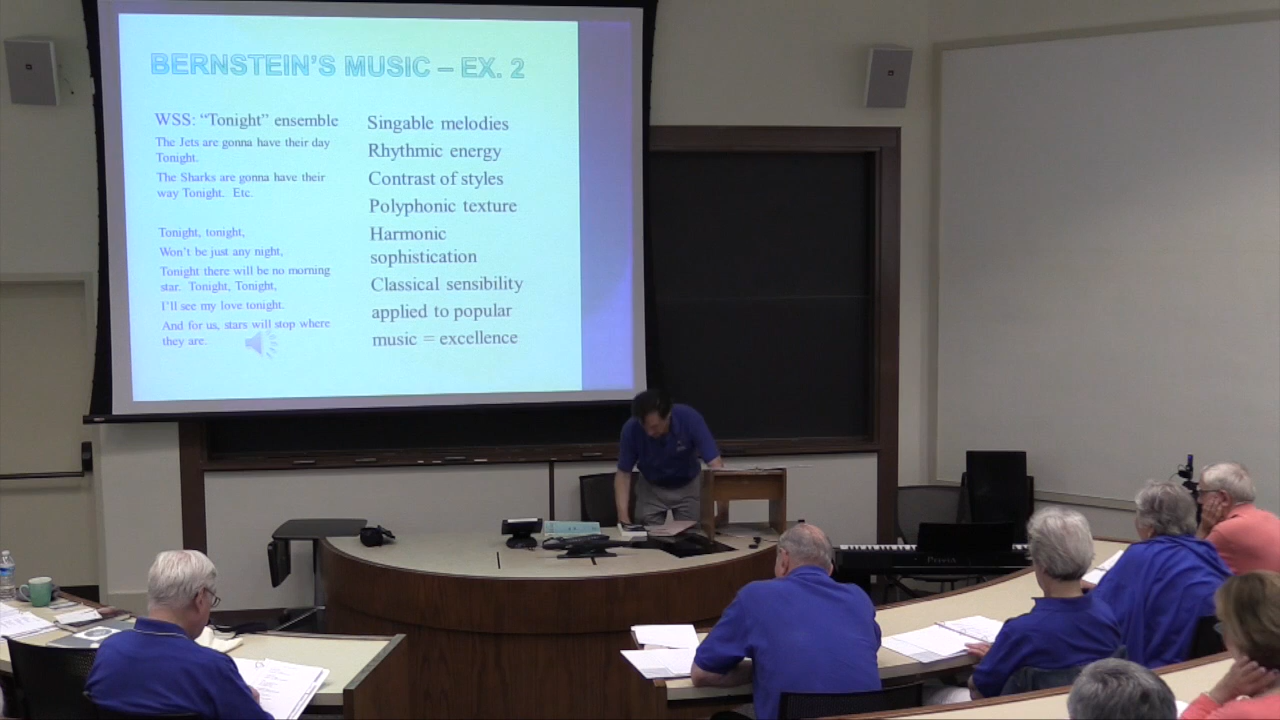 BERNSTEIN'S MUSIC – EX. 2
WSS: "Tonight" ensemble
The Jets are gonna have their day
Tonight.
The Sharks are gonna have their
way Tonight. Etc.
Tonight, tonight,
Won't be just any night,
Tonight there will be no morning
star. Tonight, Tonight,
I'll see my love tonight.
And for us, stars will stop where
they are.
Singable melodies
Rhythmic energy
Contrast of styles
Polyphonic texture
Harmonic
sophistication
Classical sensibility
applied to popular
music = excellence